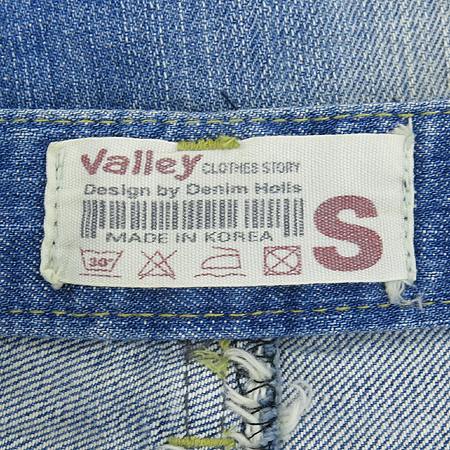 Valley CLOTHES STORY
Design by Denim Holls
MADE IN KOREA
30°
S